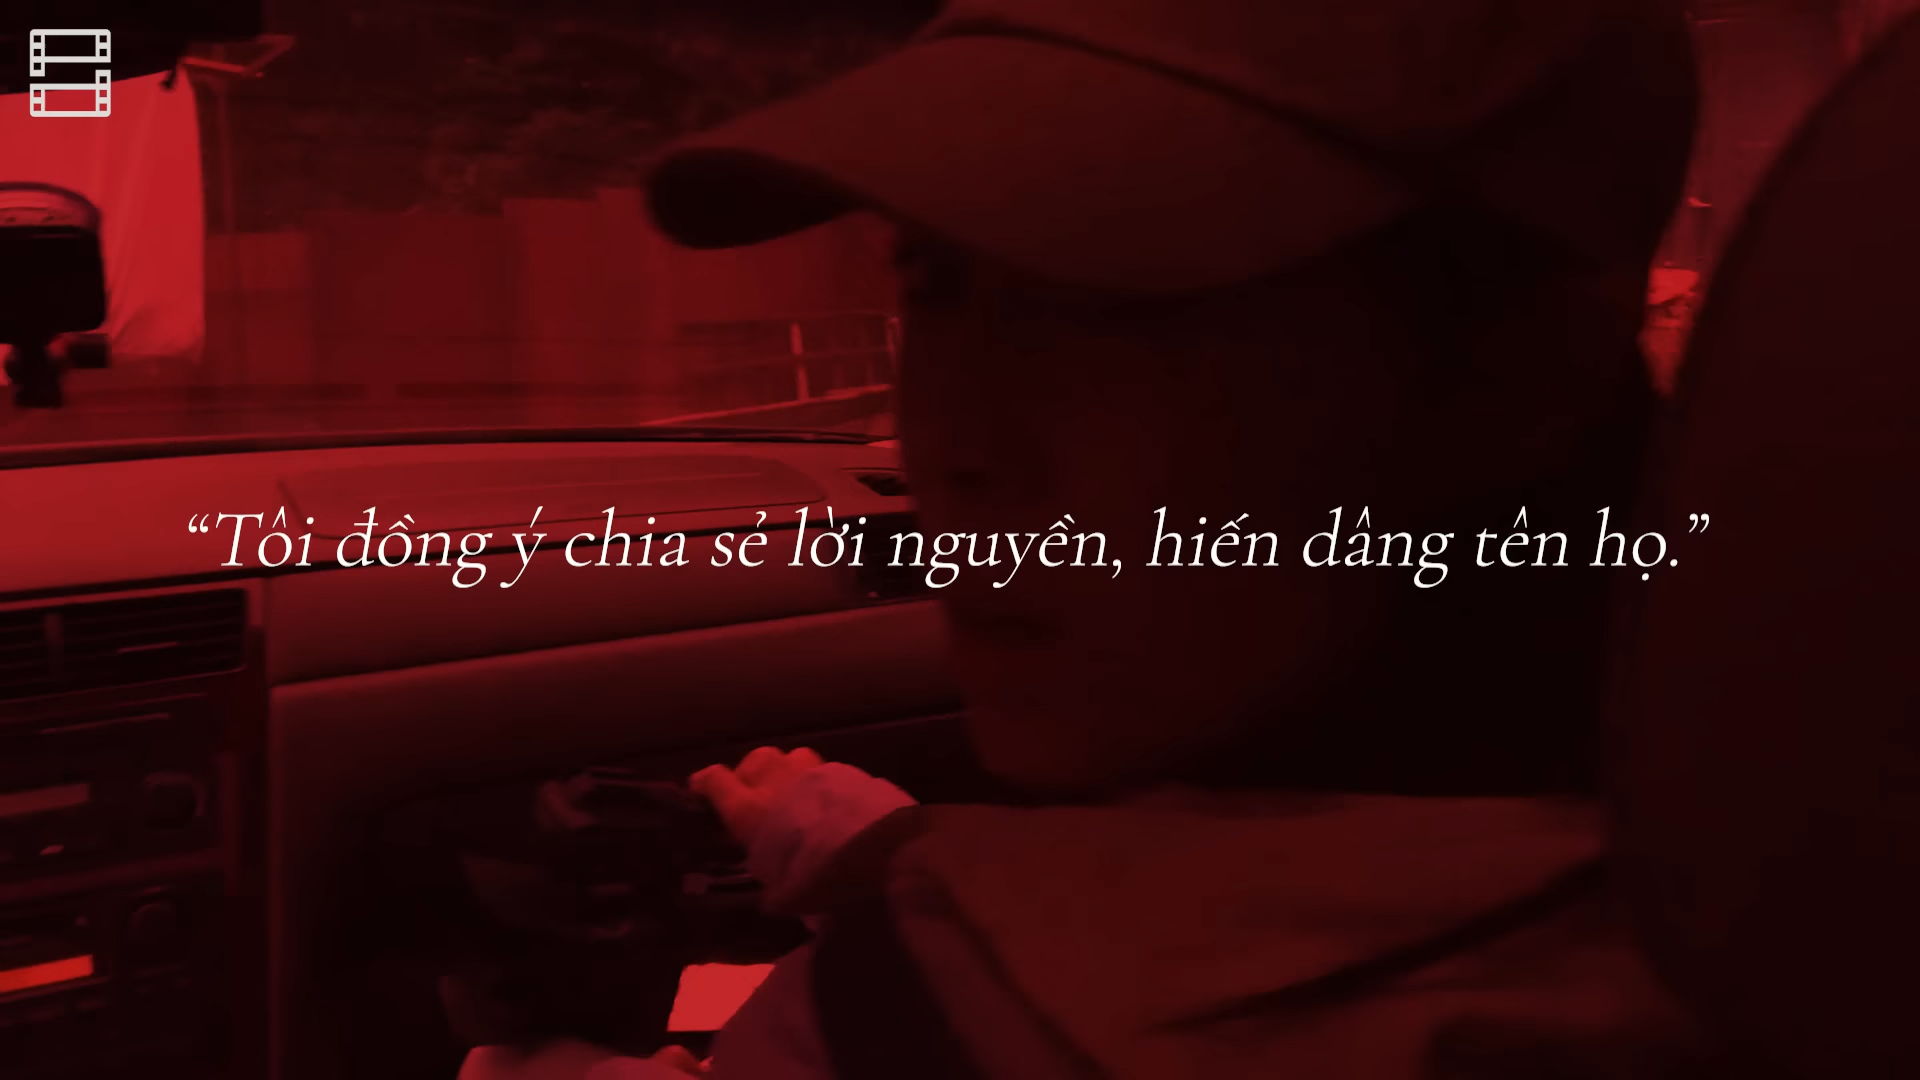 “Tôi đồng ý chia sẻ lời nguyền, hiến dâng tên họ.”